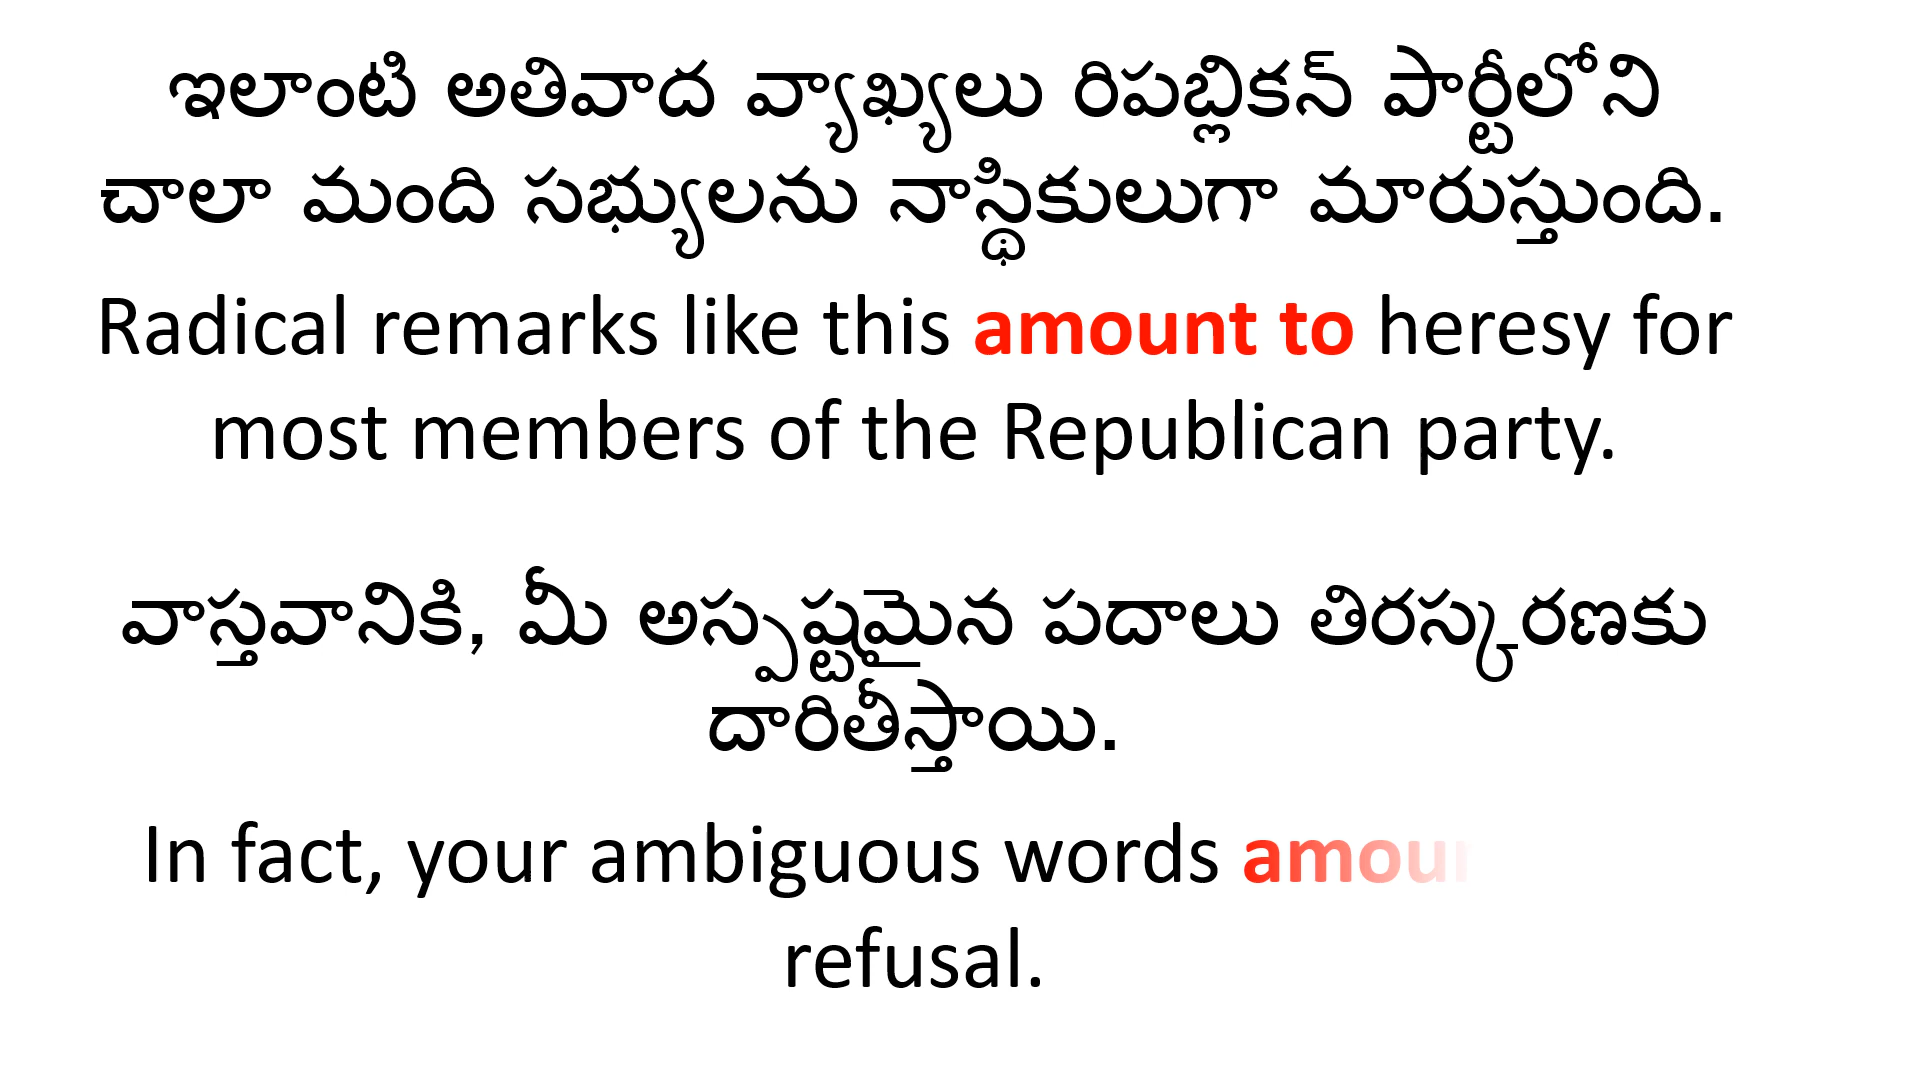 ఇలాంటి అతివాద వ్యాఖ్యలు రిపబ్లికన్ పార్టీలోని
చాలా మంది సభ్యులను నాస్థికులుగా మారుస్తుంది.
Radical remarks like this amount to heresy for
most members of the Republican party.
వాస్తవానికి, మీ అస్పష్టమైన పదాలు తిరస్కరణకు
దారితీస్తాయి.
In fact, your ambiguous words
refusal.